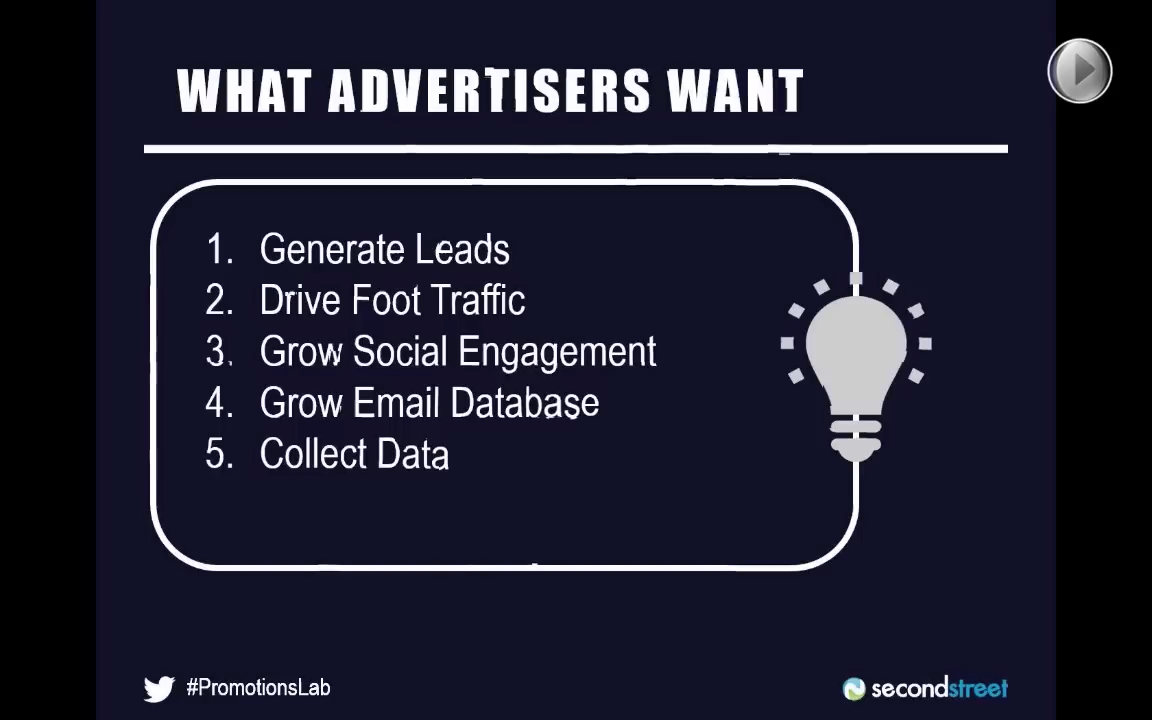 WHAT ADVERTISERS WANT
1. Generate Leads
2. Drive Foot Traffic
3. Grow Social Engagement
4. Grow Email Database
5. Collect Data
#PromotionsLab
secondstreet